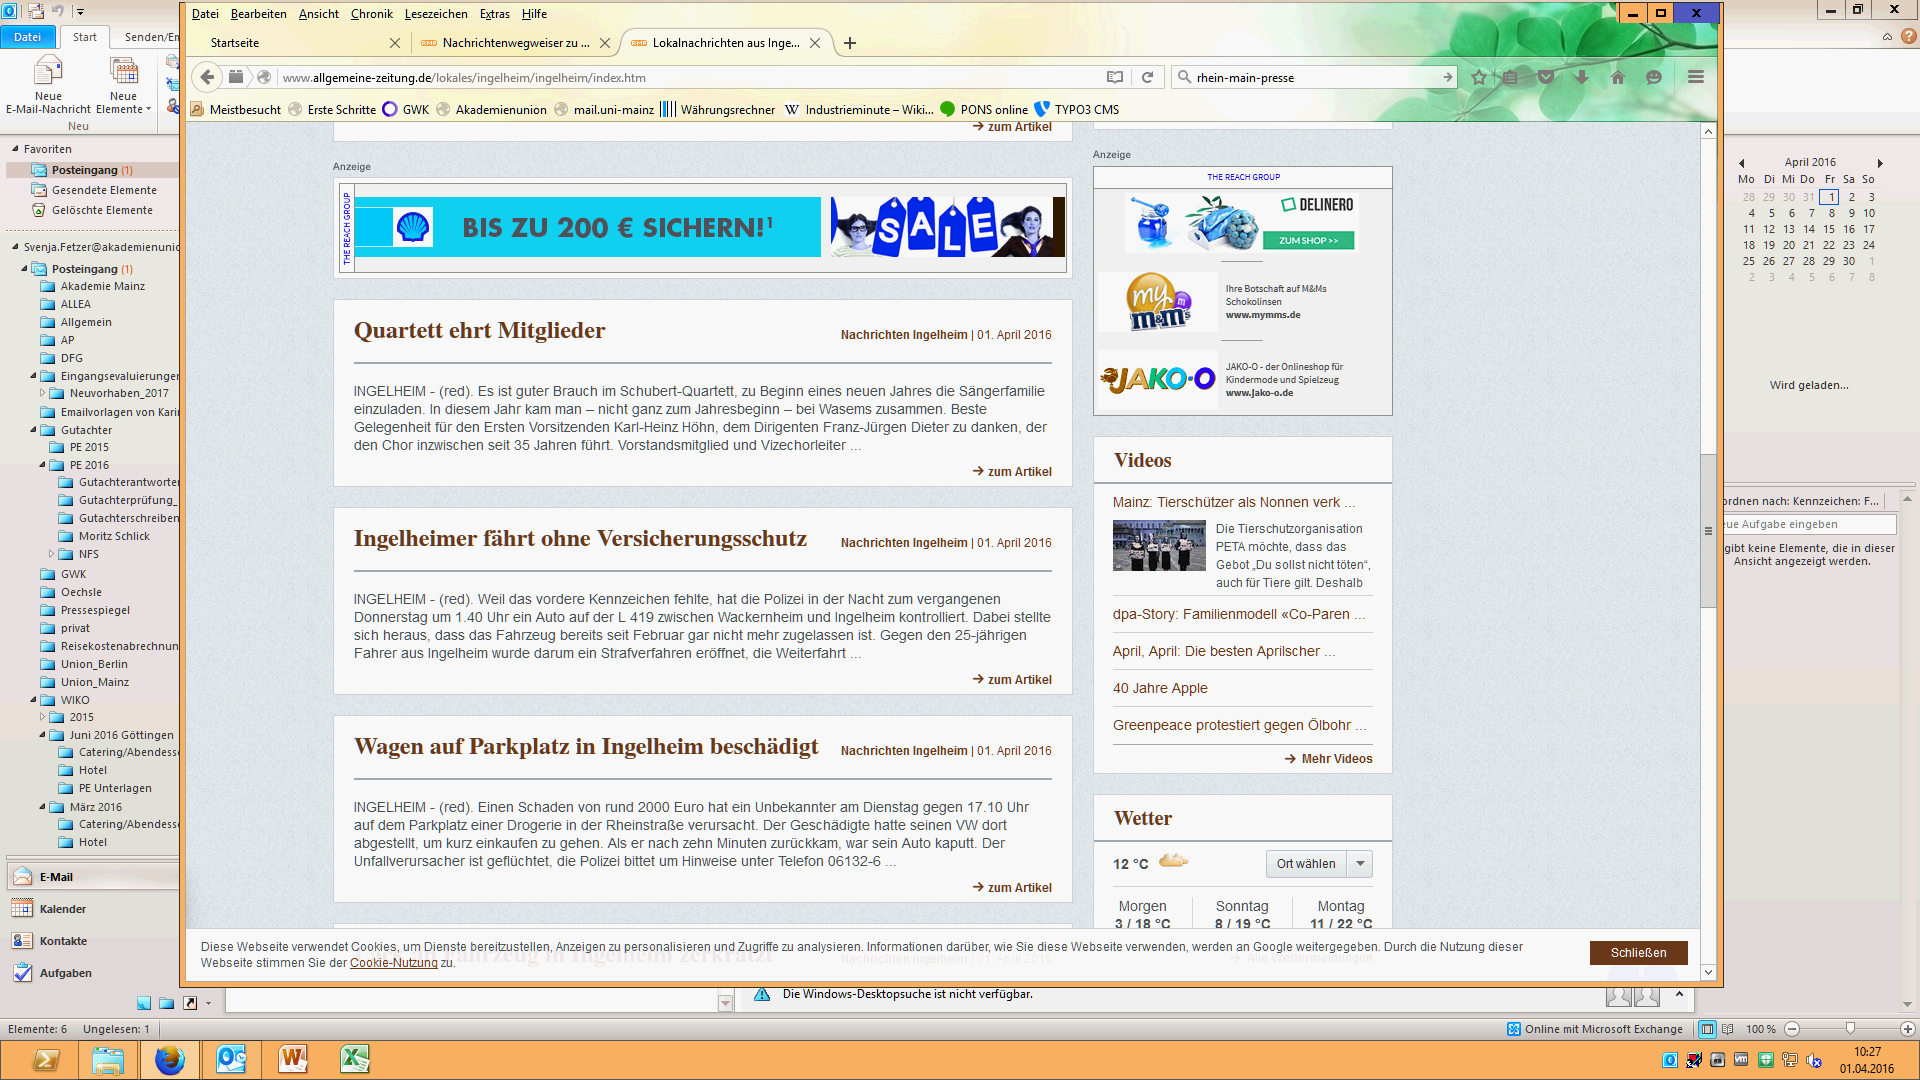 Datei
Start
Senden/Em
Neue
E-Mail-Nachricht
Neue
Elemente
Neu
Favoriten
Posteingang (1)
Gesendete Elemente
Gelöschte Elemente
Svenja.Fetzer@akademienunio
Posteingang (1)
Akademie Mainz
ALLEA
Allgemein
AP
DFG
Eingangsevaluierungen
Neuvorhaben_2017
Emailvorlagen von Karin
Gutachter
PE 2015
PE 2016
Gutachterantworten
Gutachterprüfung_
Gutachterschreiben
Moritz Schlick
NFS
GWK
Oechsle
Pressespiegel
privat
Reisekostenabrechnun
Union_Berlin
Union_Mainz
WIKO
2015
Juni 2016 Göttingen
Catering/Abendesse
Hotel
PE Unterlagen
März 2016
Catering/Abendesse
Hotel
E-Mail
Kalender
Kontakte
Aufgaben
Datei Bearbeiten Ansicht Chronik Lesezeichen Extras Hilfe
Startseite
Nachrichtenwegweiser zu ...
Lokalnachrichten aus Inge...
www.allgemeine-zeitung.de/lokales/ingelheim/ingelheim/index.htm
rhein-main-presse
Meistbesucht Erste Schritte GWK Akademienunion mail.uni-mainz Währungsrechner Industrieminute – Wiki... PONS online TYPO3 CMS
zum Artikel
Anzeige
THE REACH GROUP
BIS ZU 200 € SICHERN!¹
SALE
Quartett ehrt Mitglieder
Nachrichten Ingelheim | 01. April 2016
INGELHEIM - (red). Es ist guter Brauch im Schubert-Quartett, zu Beginn eines neuen Jahres die Sängerfamilie
einzuladen. In diesem Jahr kam man – nicht ganz zum Jahresbeginn – bei Wasems zusammen. Beste
Gelegenheit für den Ersten Vorsitzenden Karl-Heinz Höhn, dem Dirigenten Franz-Jürgen Dieter zu danken, der
den Chor inzwischen seit 35 Jahren führt. Vorstandsmitglied und Vizechorleiter ...
zum Artikel
Ingelheimer fährt ohne Versicherungsschutz
Nachrichten Ingelheim | 01. April 2016
INGELHEIM - (red). Weil das vordere Kennzeichen fehlte, hat die Polizei in der Nacht zum vergangenen
Donnerstag um 1.40 Uhr ein Auto auf der L 419 zwischen Wackernheim und Ingelheim kontrolliert. Dabei stellte
sich heraus, dass das Fahrzeug bereits seit Februar gar nicht mehr zugelassen ist. Gegen den 25-jährigen
Fahrer aus Ingelheim wurde darum ein Strafverfahren eröffnet, die Weiterfahrt ...
zum Artikel
Wagen auf Parkplatz in Ingelheim beschädigt
Nachrichten Ingelheim | 01. April 2016
INGELHEIM - (red). Einen Schaden von rund 2000 Euro hat ein Unbekannter am Dienstag gegen 17.10 Uhr
auf dem Parkplatz einer Drogerie in der Rheinstraße verursacht. Der Geschädigte hatte seinen VW dort
abgestellt, um kurz einkaufen zu gehen. Als er nach zehn Minuten zurückkam, war sein Auto kaputt. Der
Unfallverursacher ist geflüchtet, die Polizei bittet um Hinweise unter Telefon 06132-6 ...
zum Artikel
Anzeige
THE REACH GROUP
DELINERO
ZUM SHOP >>
my m&m's
Ihre Botschaft auf M&Ms
Schokolinsen
www.mymms.de
JAKO-O
JAKO-O - der Onlineshop für
Kindermode und Spielzeug
www.Jako-o.de
Videos
Mainz: Tierschützer als Nonnen verk ...
Die Tierschutzorganisation
PETA möchte, dass das
Gebot „Du sollst nicht töten“,
auch für Tiere gilt. Deshalb
dpa-Story: Familienmodell «Co-Paren ...
April, April: Die besten Aprilscher ...
40 Jahre Apple
Greenpeace protestiert gegen Ölbohr ...
Mehr Videos
Wetter
12 °C
Ort wählen
Morgen Sonntag Montag
3 / 18 °C 8 / 19 °C 11 / 22 °C
Diese Webseite verwendet Cookies, um Dienste bereitzustellen, Anzeigen zu personalisieren und Zugriffe zu analysieren. Informationen darüber, wie Sie diese Webseite verwenden, werden an Google weitergegeben. Durch die Nutzung dieser
Webseite stimmen Sie der Cookie-Nutzung zu.
Schließen
Fahrzeug in Ingelheim zerkratzt
Nachrichten Ingelheim | 01. April 2016
Alle Wettermeldungen
April 2016
Mo Di Mi Do Fr Sa So
28 29 30 31 1 2 3
4 5 6 7 8 9 10
11 12 13 14 15 16 17
18 19 20 21 22 23 24
25 26 27 28 29 30 1
2 3 4 5 6 7 8
Wird geladen...
ordnen nach: Kennzeichen: F...
eue Aufgabe eingeben
gibt keine Elemente, die in dieser
Ansicht angezeigt werden.
Die Windows-Desktopsuche ist nicht verfügbar.
Elemente: 6 Ungelesen: 1
Online mit Microsoft Exchange
100 %
10:27
01.04.2016